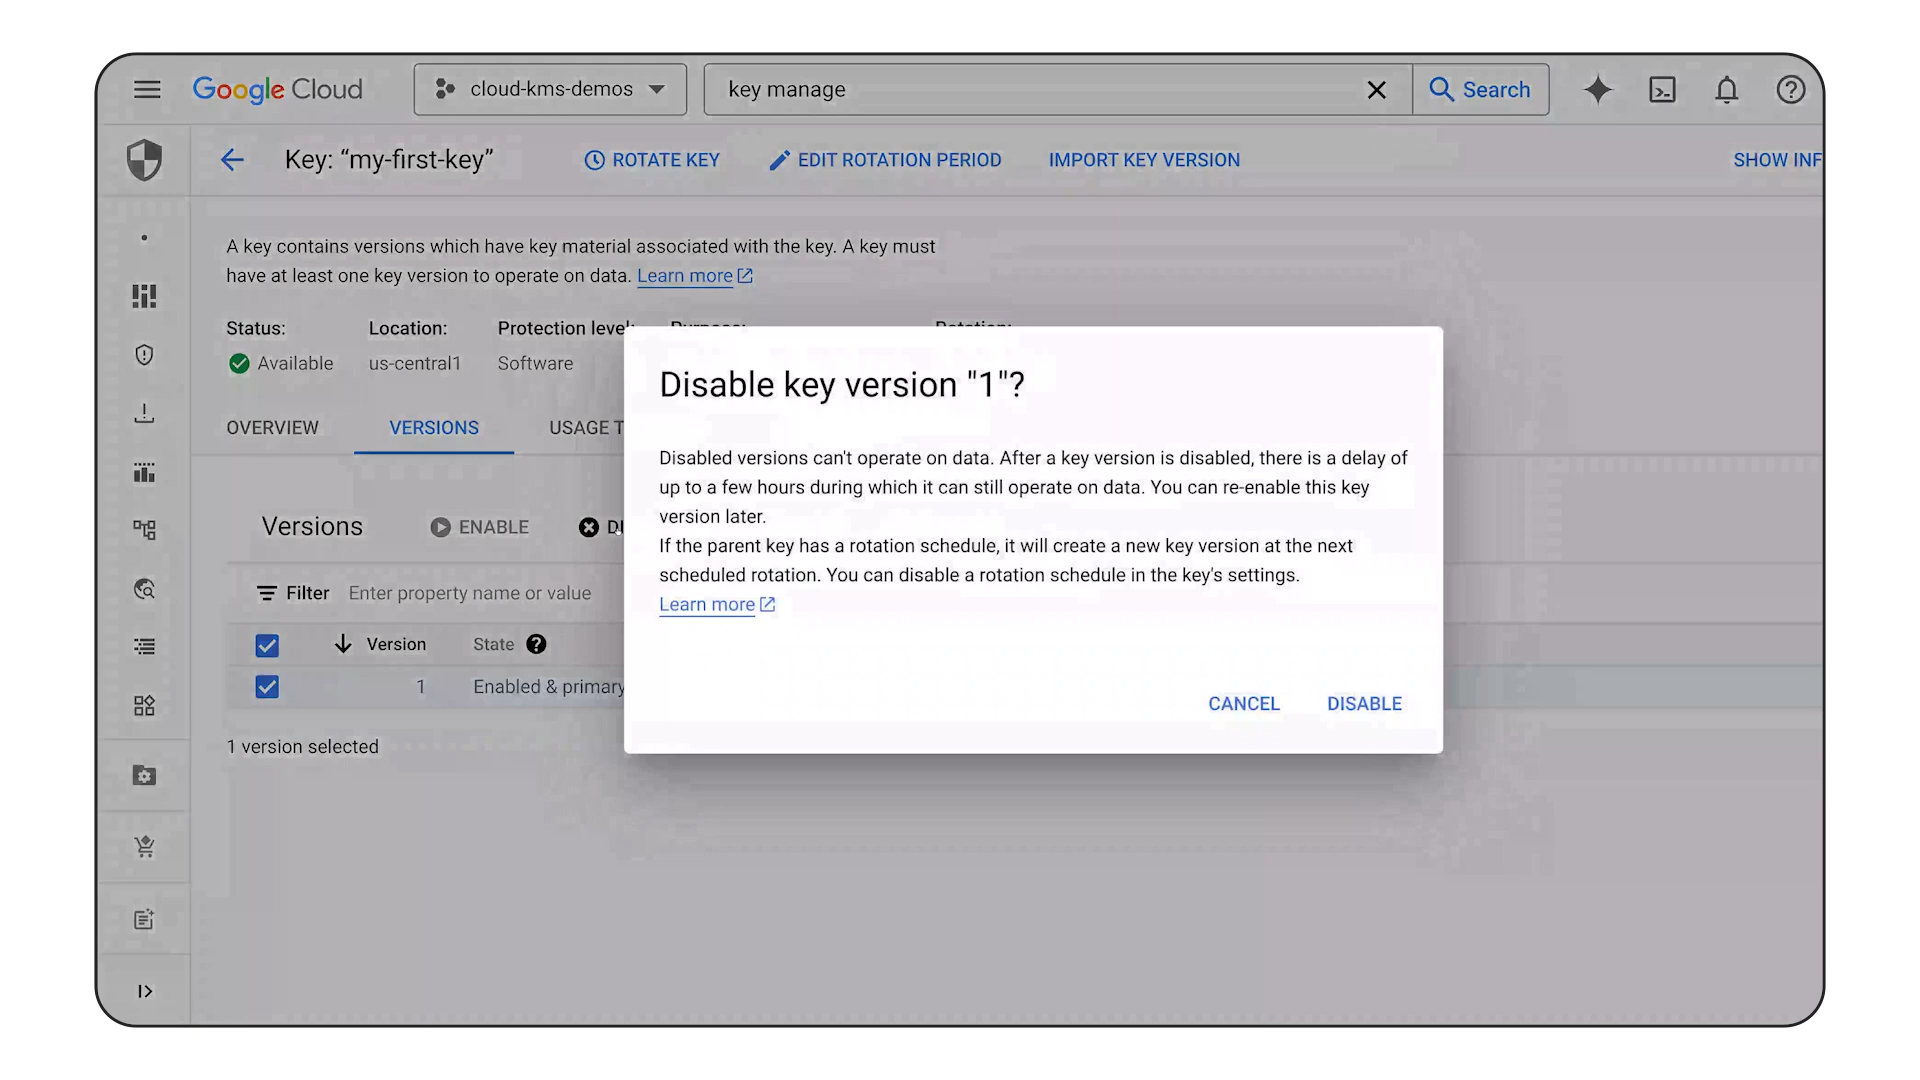 Google Cloud
cloud-kms-demos
key manage
Search
Key: “my-first-key”
ROTATE KEY
EDIT ROTATION PERIOD
IMPORT KEY VERSION
SHOW INF
A key contains versions which have key material associated with the key. A key must
have at least one key version to operate on data. Learn more
Status:
Location:
Protection level:
Purpose:
Rotation:
Available
us-central1
Software
OVERVIEW
VERSIONS
USAGE T
Versions
ENABLE
DI
Filter
Enter property name or value
Version
State
1
Enabled & primary
1 version selected
Disable key version "1"?
Disabled versions can't operate on data. After a key version is disabled, there is a delay of
up to a few hours during which it can still operate on data. You can re-enable this key
version later.
If the parent key has a rotation schedule, it will create a new key version at the next
scheduled rotation. You can disable a rotation schedule in the key's settings.
Learn more
CANCEL
DISABLE